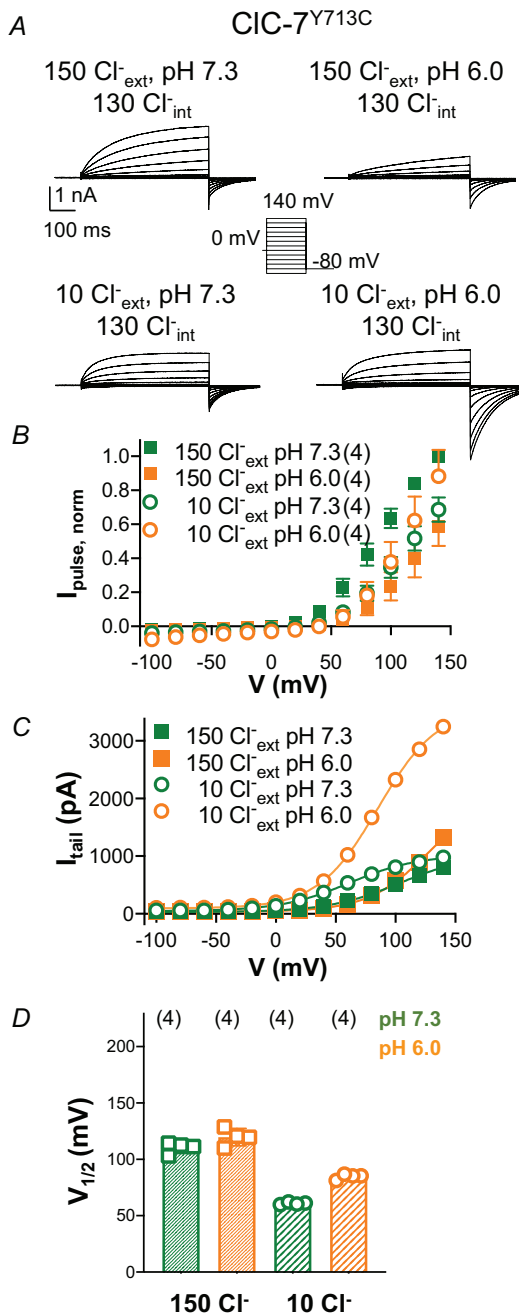 A
ClC-7Y713C
150 Cl-ext, pH 7.3
130 Cl-int
150 Cl-ext, pH 6.0
130 Cl-int
1 nA
100 ms
140 mV
0 mV
-80 mV
10 Cl-ext, pH 7.3
130 Cl-int
10 Cl-ext, pH 6.0
130 Cl-int
B
150 Cl-ext pH 7.3 (4)
150 Cl-ext pH 6.0 (4)
10 Cl-ext pH 7.3 (4)
10 Cl-ext pH 6.0 (4)
Ipulse, norm
1.0
0.8
0.6
0.4
0.2
0.0
-100
-50
0
50
100
150
V (mV)
C
150 Cl-ext pH 7.3
150 Cl-ext pH 6.0
10 Cl-ext pH 7.3
10 Cl-ext pH 6.0
Itail (pA)
3000
2000
1000
0
-100
-50
0
50
100
150
V (mV)
D
(4)
(4)
(4)
(4)
pH 7.3
pH 6.0
V1/2 (mV)
200
150
100
50
0
150 Cl-
10 Cl-